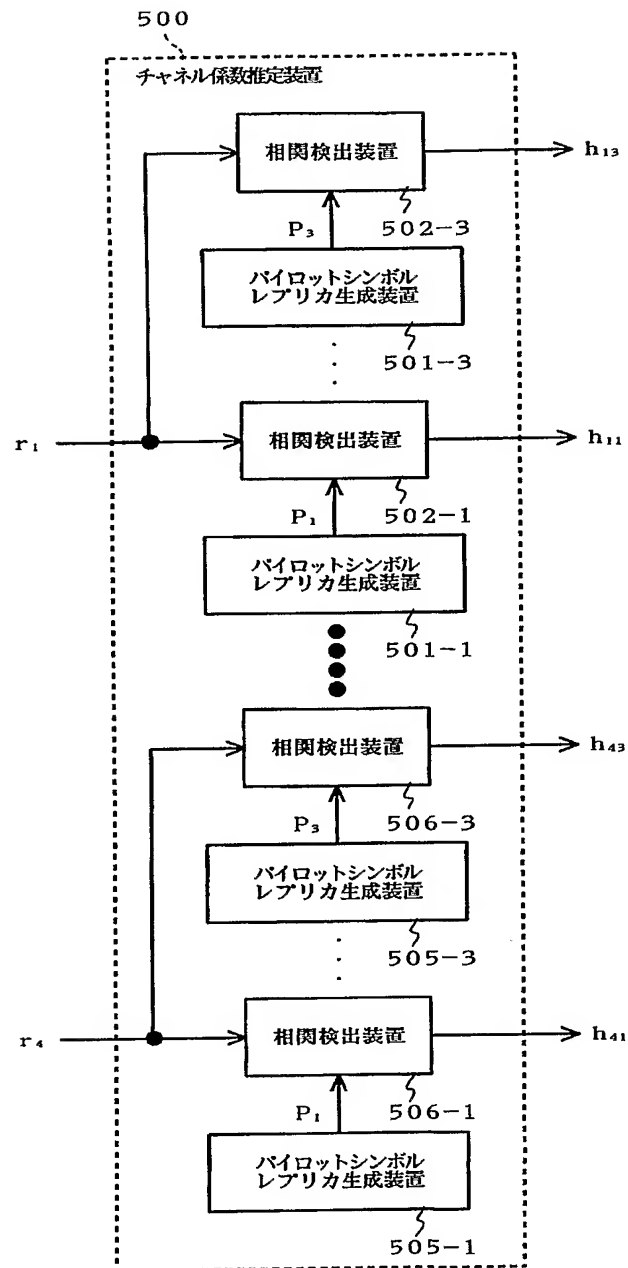 500
チャネル係数推定装置
相関検出装置
h₁₃
P₃
502-3
パイロットシンボル
レプリカ生成装置
501-3
r₁
相関検出装置
h₁₁
P₁
502-1
パイロットシンボル
レプリカ生成装置
501-1
相関検出装置
h₄₃
P₃
506-3
パイロットシンボル
レプリカ生成装置
505-3
r₄
相関検出装置
h₄₁
P₁
506-1
パイロットシンボル
レプリカ生成装置
505-1